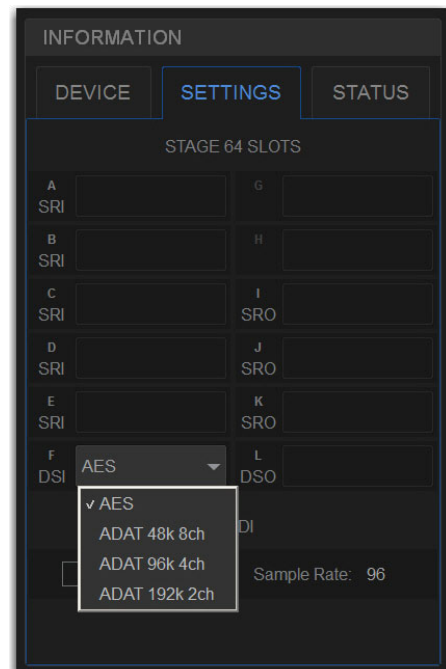 INFORMATION
DEVICE SETTINGS STATUS
STAGE 64 SLOTS
A
SRI
G
B
SRI
H
C
SRI
I
SRO
D
SRI
J
SRO
E
SRI
K
SRO
F
DSI
AES
L
DSO
✓ AES
ADAT 48k 8ch
ADAT 96k 4ch
ADAT 192k 2ch
DI
Sample Rate: 96